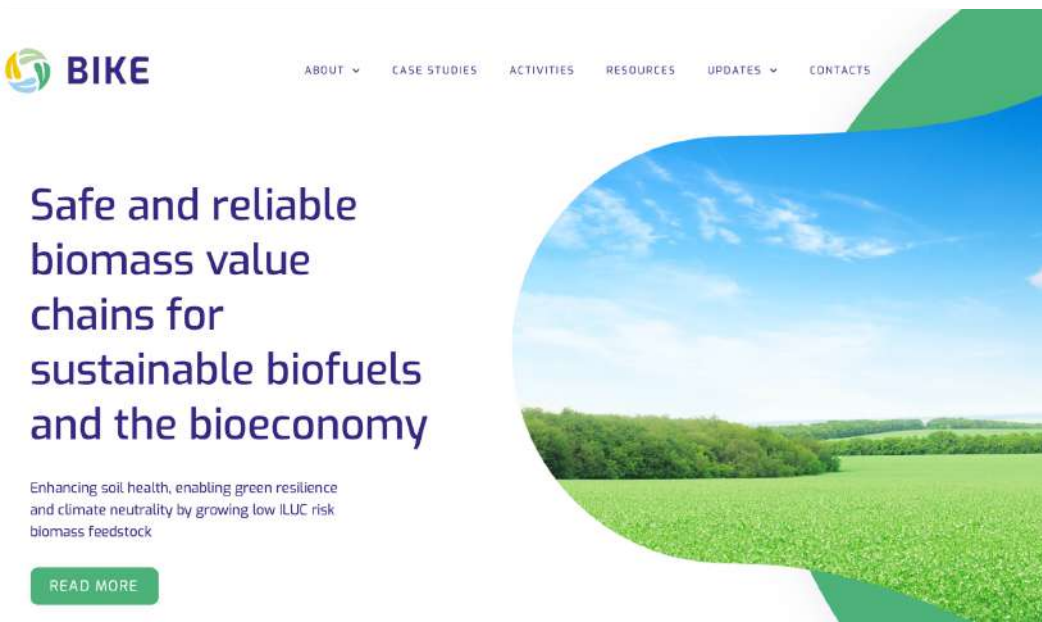 BIKE
ABOUT CASE STUDIES ACTIVITIES RESOURCES UPDATES CONTACTS
Safe and reliable
biomass value
chains for
sustainable biofuels
and the bioeconomy
Enhancing soil health, enabling green resilience
and climate neutrality by growing low ILUC risk
biomass feedstock
READ MORE